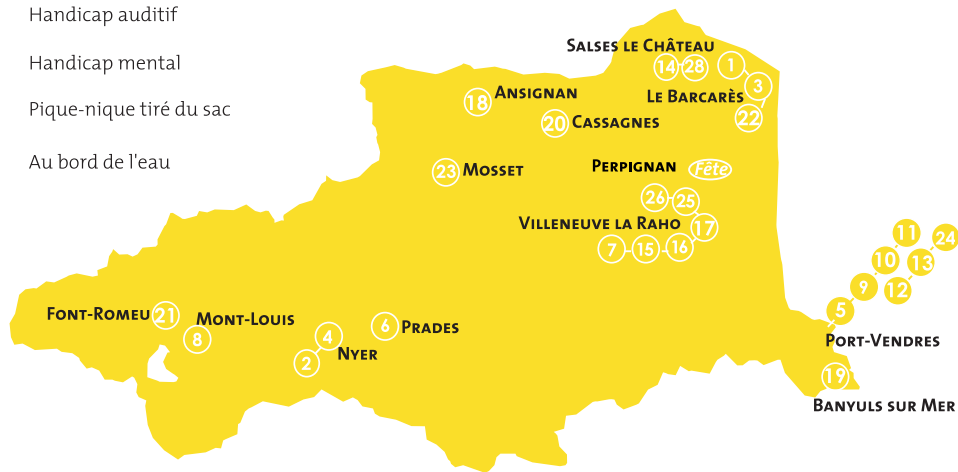 Handicap auditif
Handicap mental
Pique-nique tiré du sac
Au bord de l'eau
Salses le Château
14 28 1
3
Le Barcarès
22
18 Ansignan
20 Cassagnes
23 Mosset
Perpignan Fête
26 25
Villeneuve la Raho 17
7 15 16
11 24
10 13
9 12
5
Port-Vendres
Font-Romeu 21
Mont-Louis
8
6 Prades
4
Nyer
2
19
Banyuls sur Mer